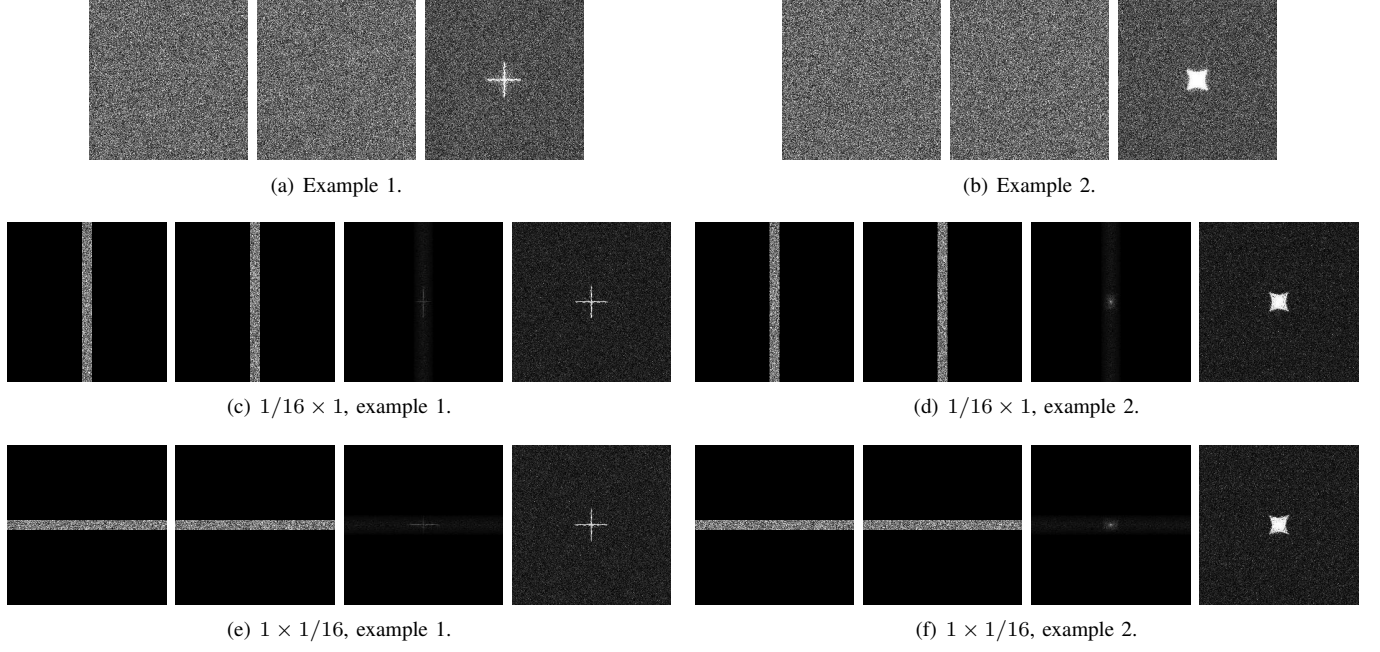 (a) Example 1.
(b) Example 2.
(c) 1/16 × 1, example 1.
(d) 1/16 × 1, example 2.
(e) 1 × 1/16, example 1.
(f) 1 × 1/16, example 2.